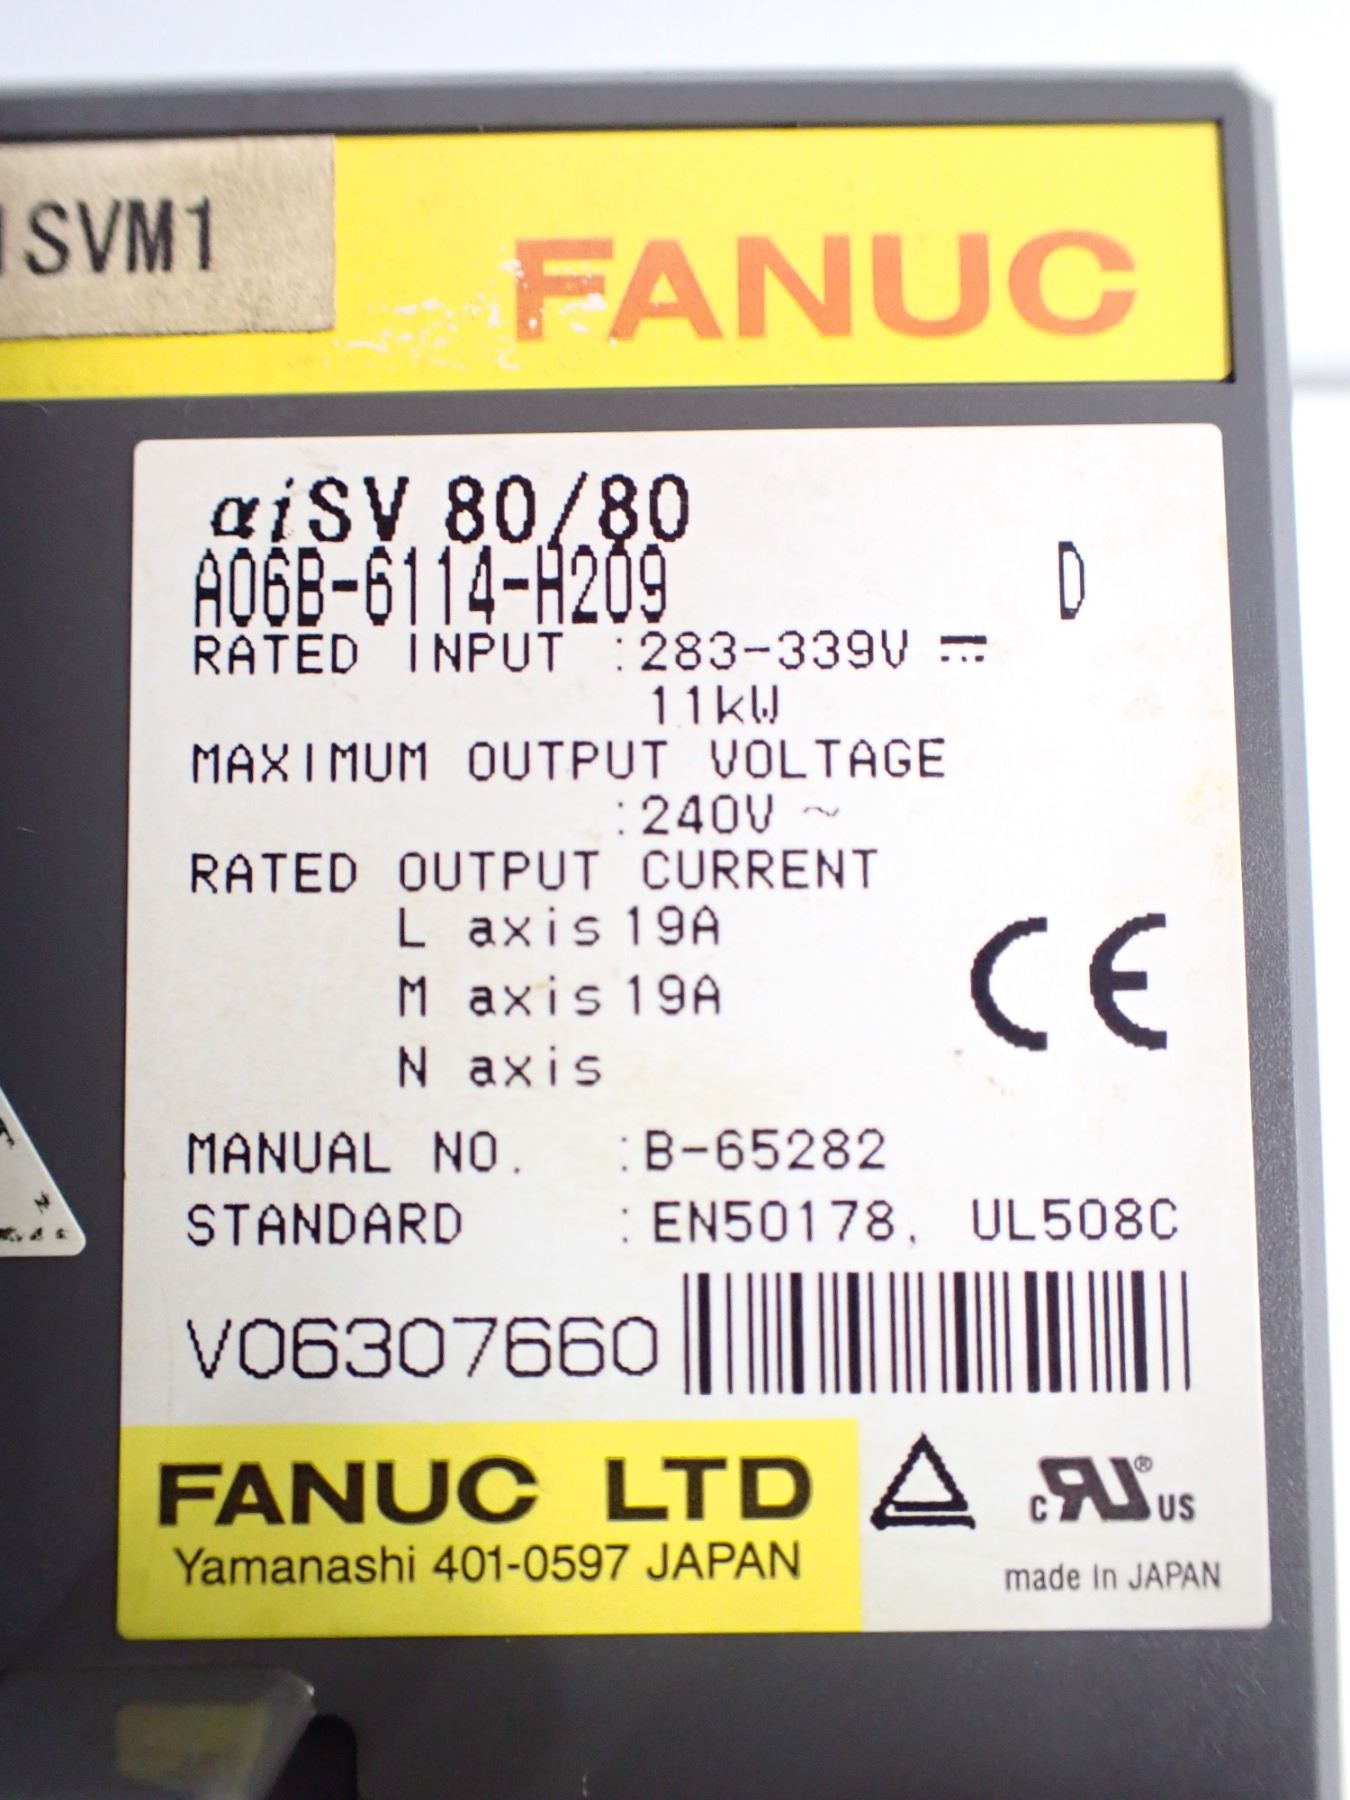 1SVM1
FANUC
αiSV 80/80
A06B-6114-H209 D
RATED INPUT :283-339V ⎓
11kW
MAXIMUM OUTPUT VOLTAGE
:240V ~
RATED OUTPUT CURRENT
L axis 19A
M axis 19A
N axis
CE
MANUAL NO. :B-65282
STANDARD :EN50178, UL508C
V06307660
FANUC LTD
Yamanashi 401-0597 JAPAN
c RU® US
made in JAPAN